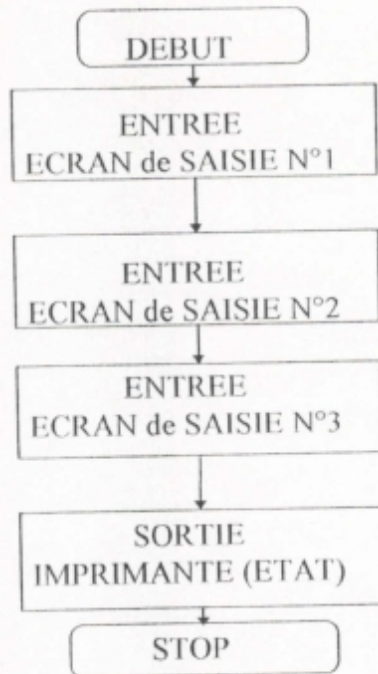 DEBUT
ENTREE
ECRAN de SAISIE N°1
ENTREE
ECRAN de SAISIE N°2
ENTREE
ECRAN de SAISIE N°3
SORTIE
IMPRIMANTE (ETAT)
STOP